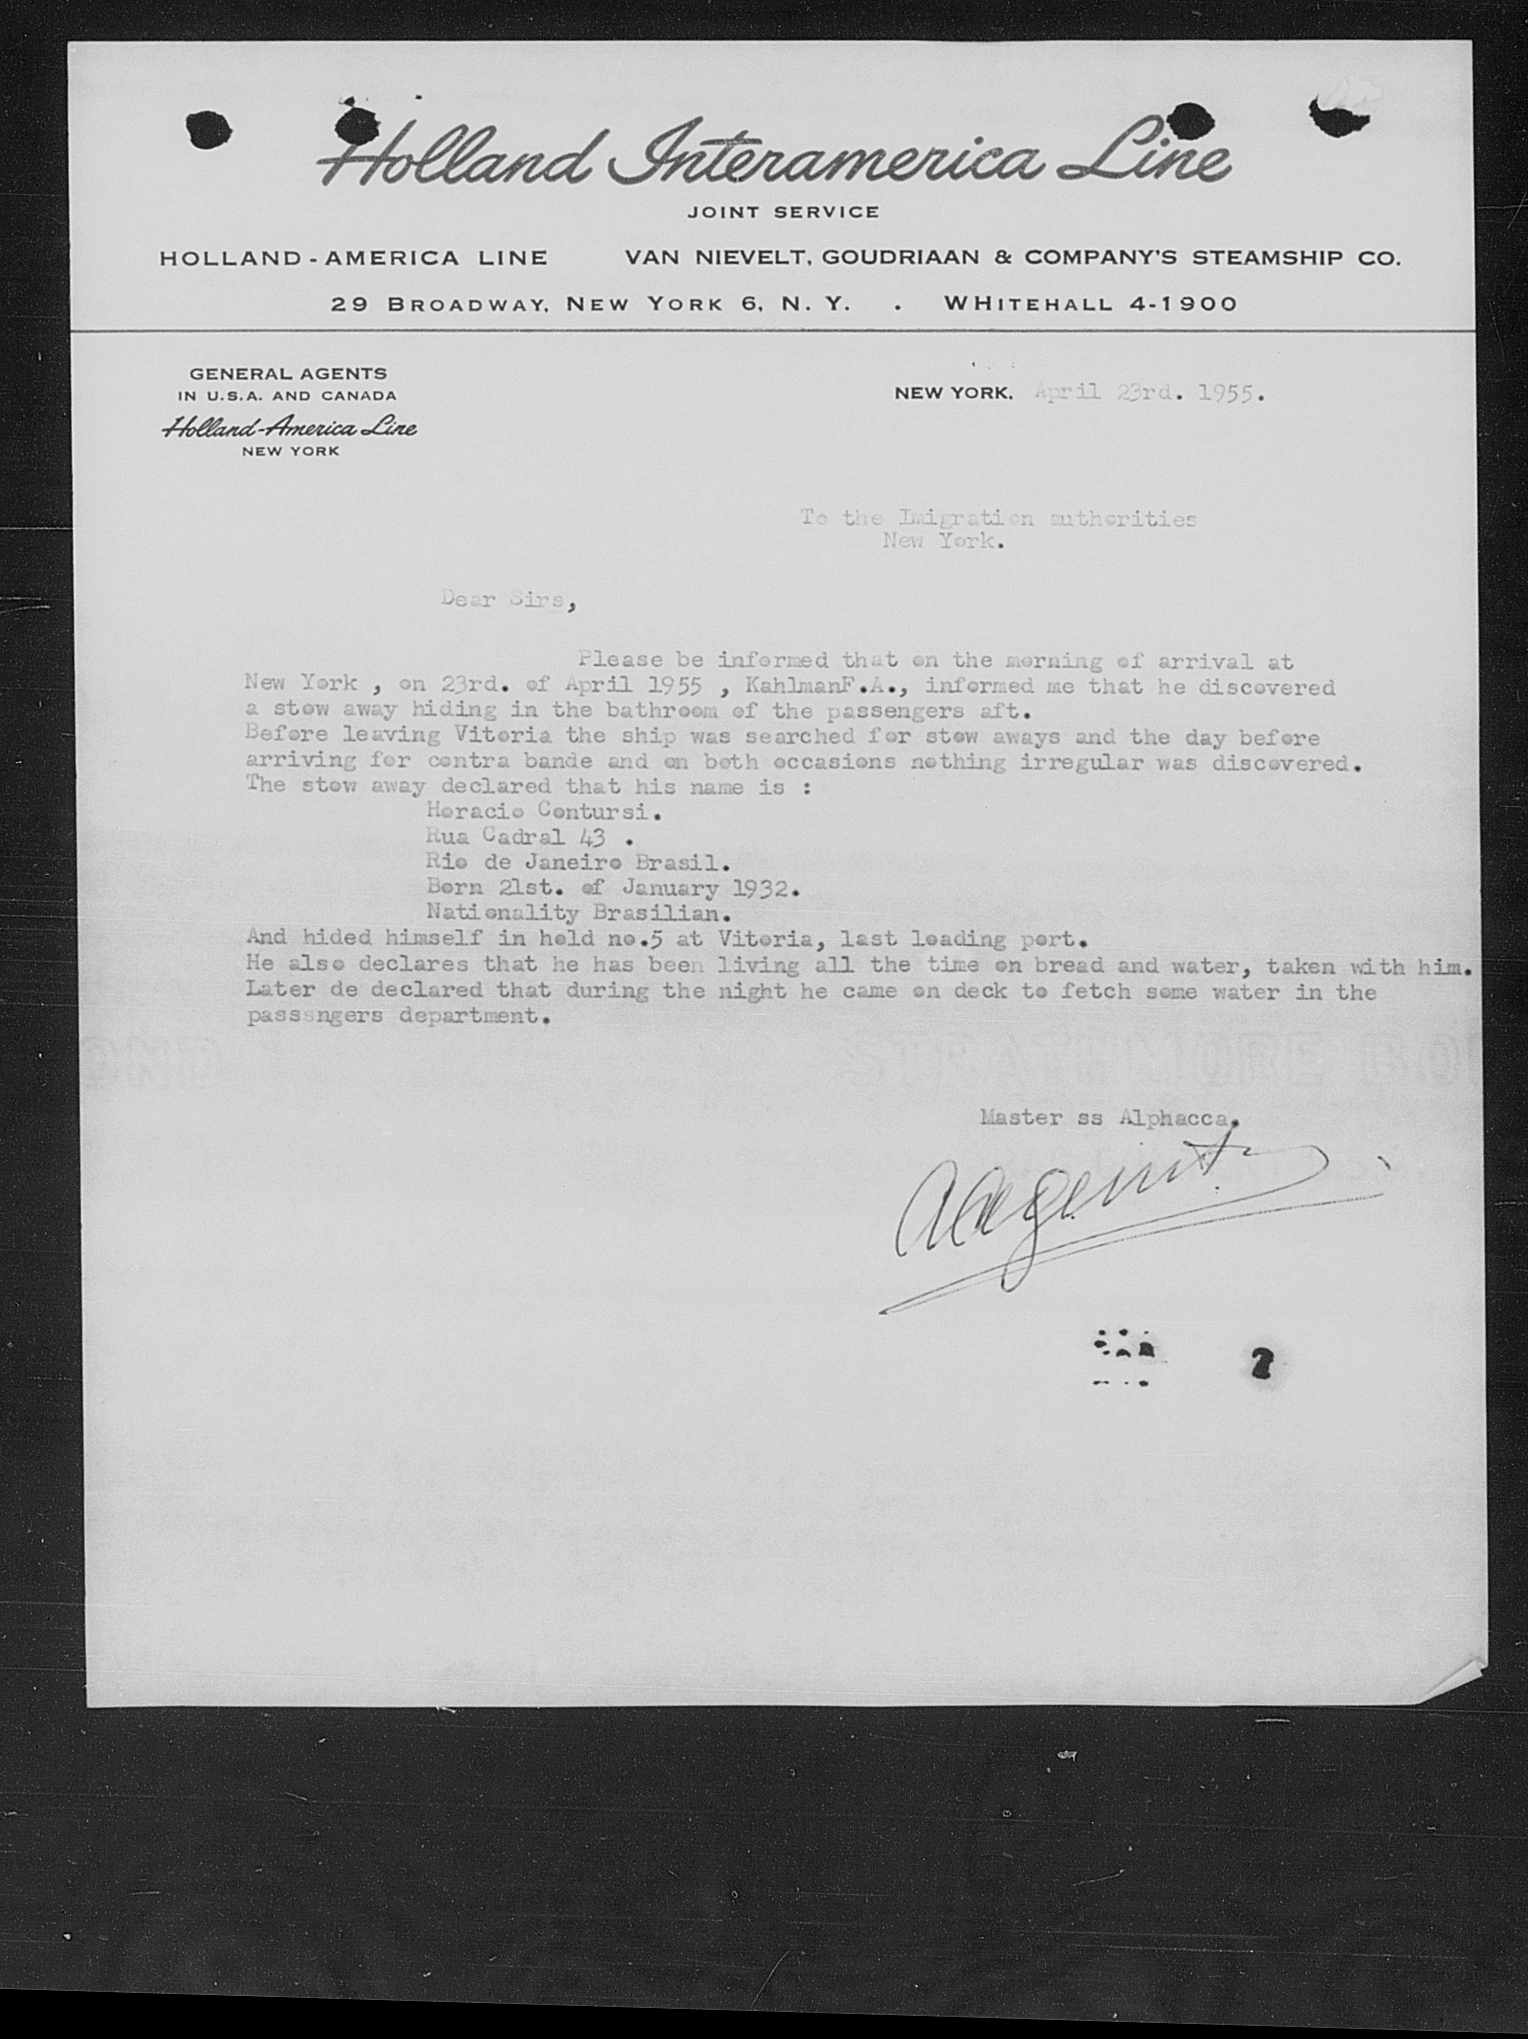 Holland Interamerica Line
JOINT SERVICE
HOLLAND-AMERICA LINE VAN NIEVELT, GOUDRIAAN & COMPANY'S STEAMSHIP CO.
29 BROADWAY, NEW YORK 6, N. Y. . WHITEHALL 4-1900
GENERAL AGENTS
IN U.S.A. AND CANADA
Holland-America Line
NEW YORK
NEW YORK, April 23rd. 1955.
To the Imigration authorities
New York.
Dear Sirs,
Please be informed that on the morning of arrival at
New York , on 23rd. of April 1955 , KahlmanF.A., informed me that he discovered
a stow away hiding in the bathroom of the passengers aft.
Before leaving Vitoria the ship was searched for stow aways and the day before
arriving for contra bande and on both occasions nothing irregular was discovered.
The stow away declared that his name is :
Horacio Contursi.
Rua Cadral 43 .
Rio de Janeiro Brasil.
Born 21st. of January 1932.
Nationality Brasilian.
And hided himself in hold no.5 at Vitoria, last loading port.
He also declares that he has been living all the time on bread and water, taken with him.
Later de declared that during the night he came on deck to fetch some water in the
passsngers department.
STRATHMORE BO
OND
Master ss Alphacca.